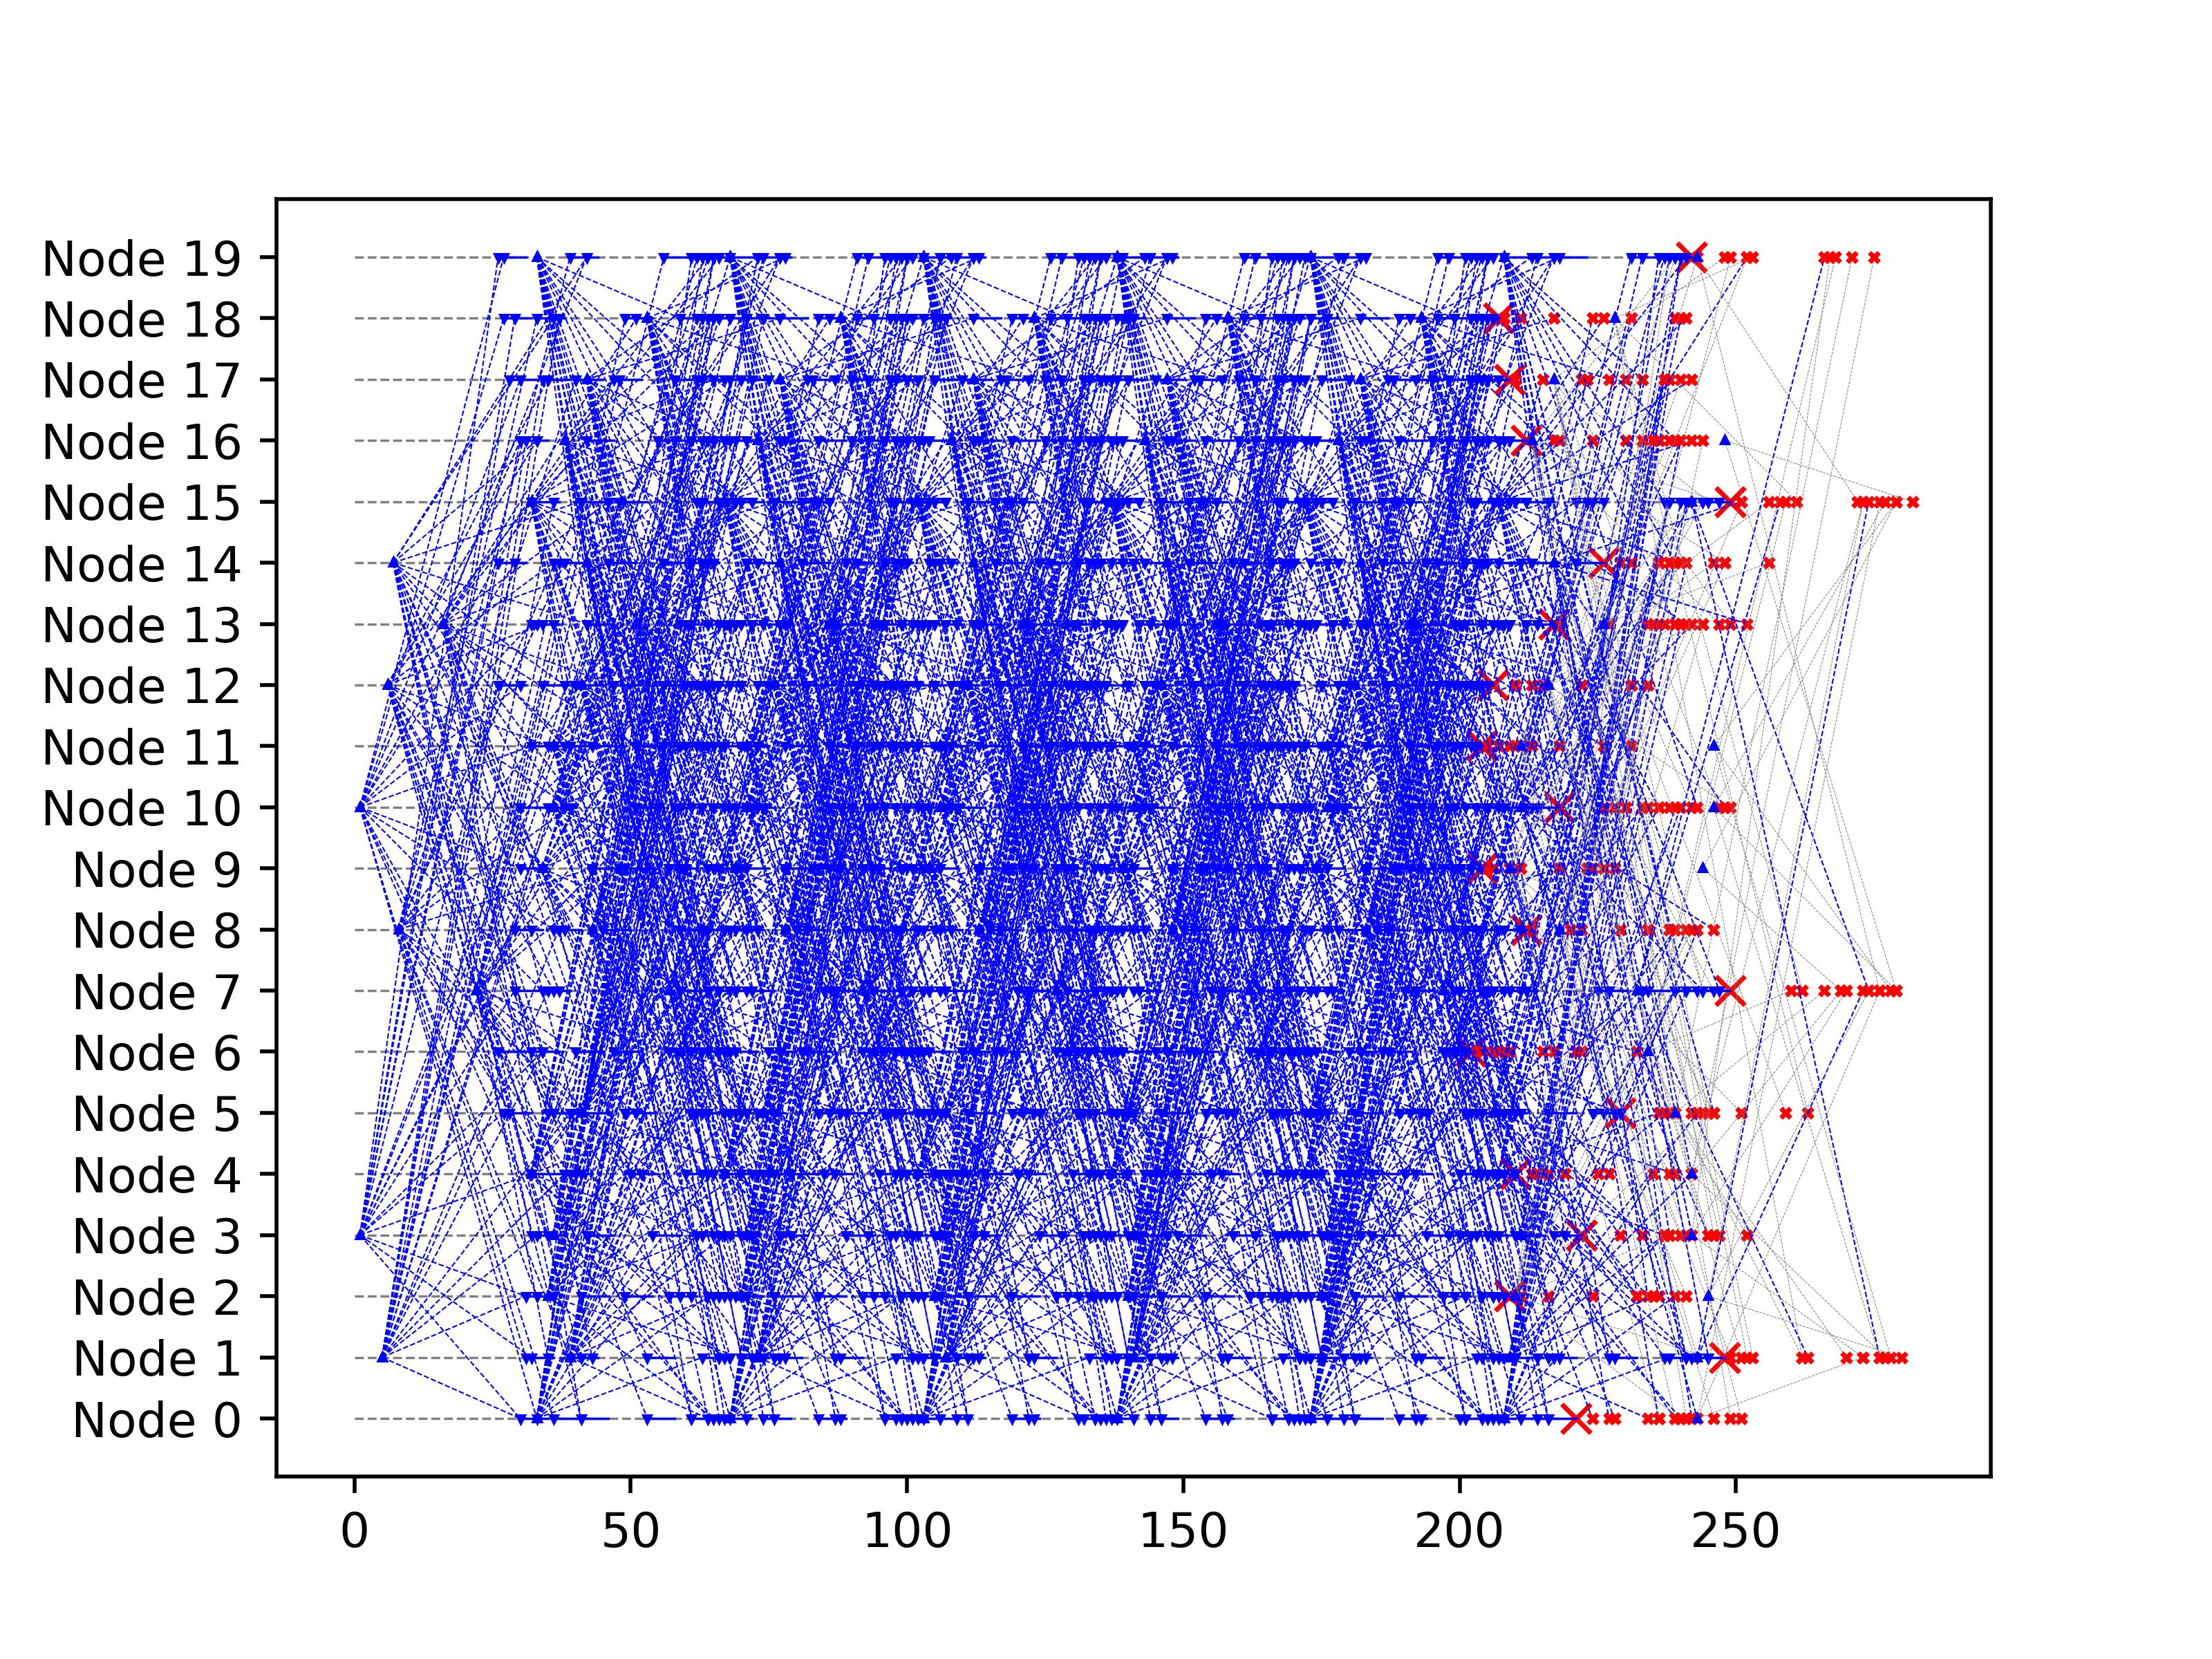 Node 19
Node 18
Node 17
Node 16
Node 15
Node 14
Node 13
Node 12
Node 11
Node 10
Node 9
Node 8
Node 7
Node 6
Node 5
Node 4
Node 3
Node 2
Node 1
Node 0
0 50 100 150 200 250